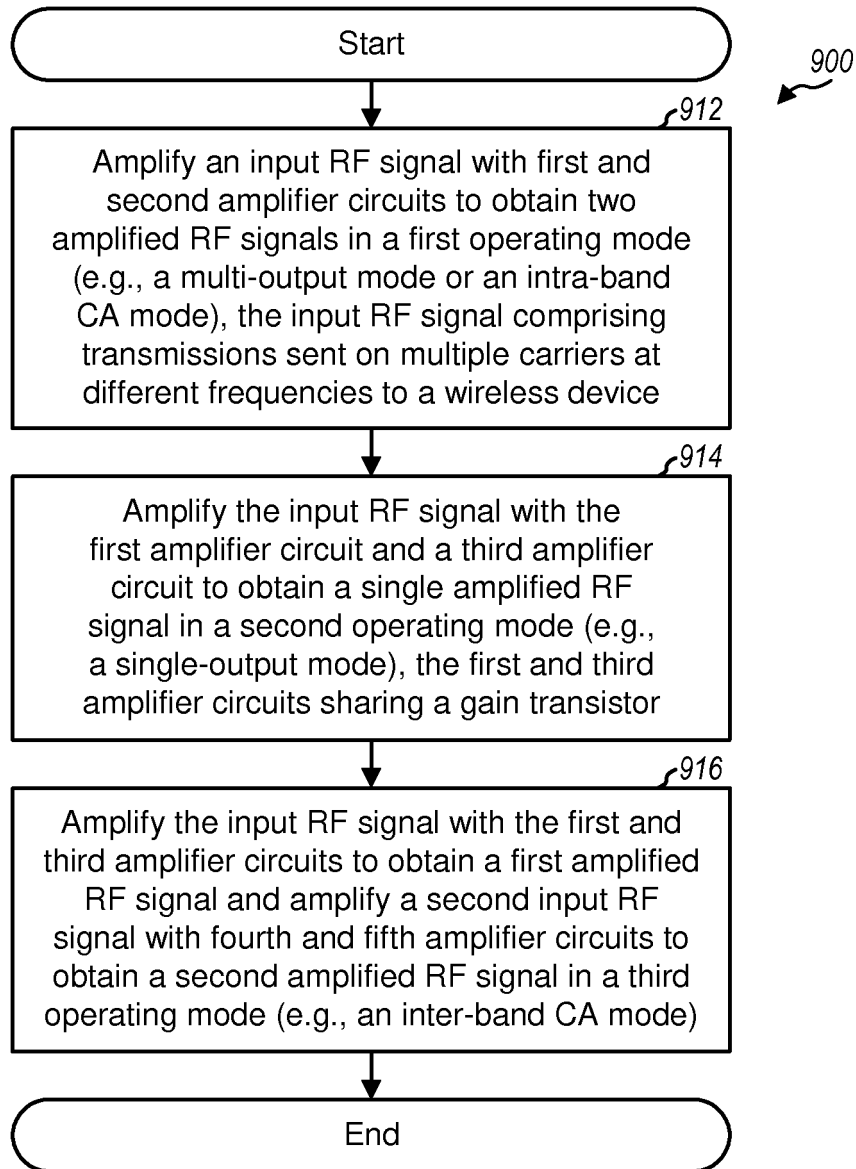 Start
900
912
Amplify an input RF signal with first and
second amplifier circuits to obtain two
amplified RF signals in a first operating mode
(e.g., a multi-output mode or an intra-band
CA mode), the input RF signal comprising
transmissions sent on multiple carriers at
different frequencies to a wireless device
914
Amplify the input RF signal with the
first amplifier circuit and a third amplifier
circuit to obtain a single amplified RF
signal in a second operating mode (e.g.,
a single-output mode), the first and third
amplifier circuits sharing a gain transistor
916
Amplify the input RF signal with the first and
third amplifier circuits to obtain a first amplified
RF signal and amplify a second input RF
signal with fourth and fifth amplifier circuits to
obtain a second amplified RF signal in a third
operating mode (e.g., an inter-band CA mode)
End